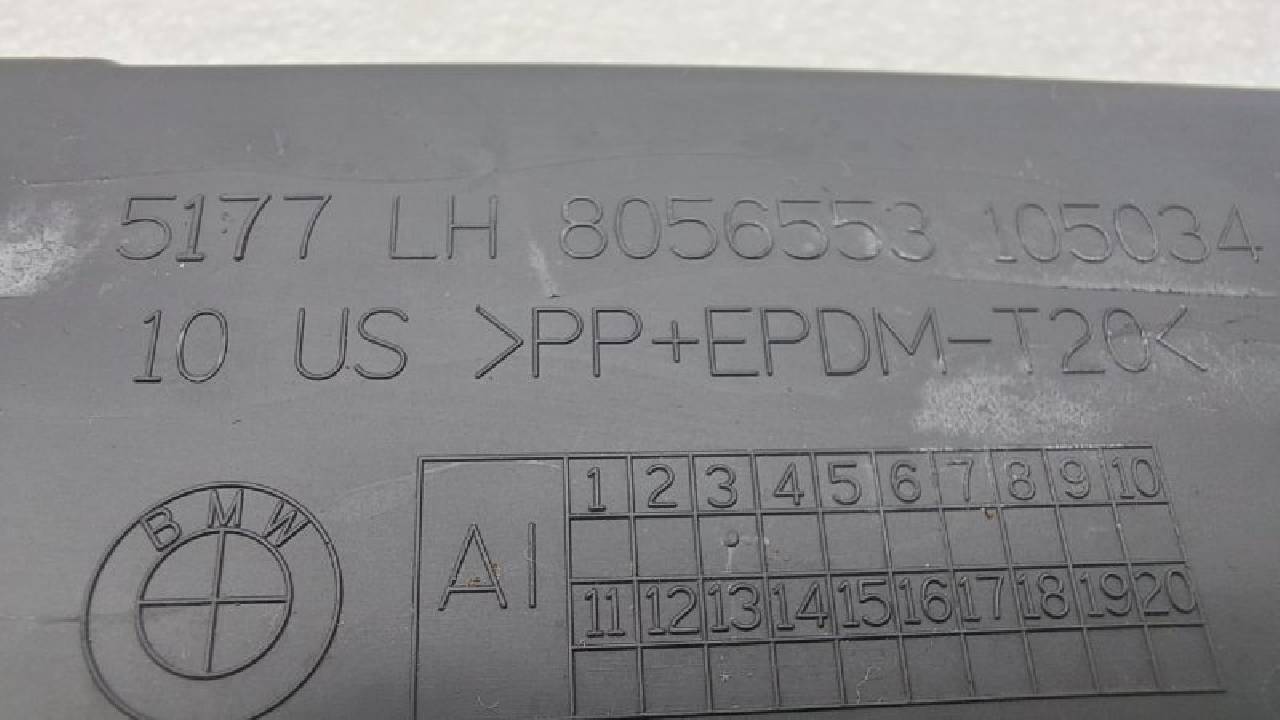 5177 LH 8056553 105034
10 US >PP+EPDM-T20<
BMW
AI
1 2 3 4 5 6 7 8 9 10
11 12 13 14 15 16 17 18 19 20